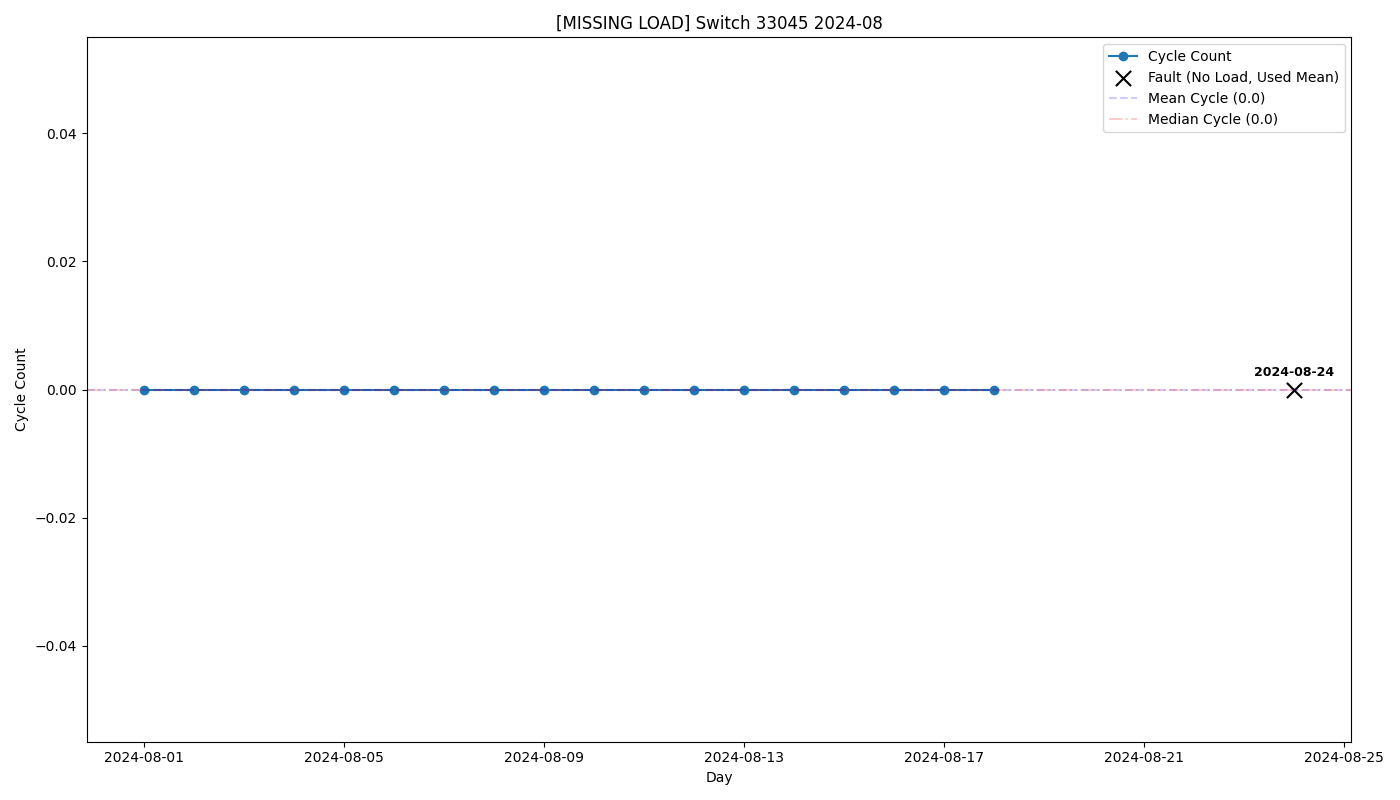 [MISSING LOAD] Switch 33045 2024-08
Cycle Count
Fault (No Load, Used Mean)
Mean Cycle (0.0)
Median Cycle (0.0)
0.04
0.02
0.00
−0.02
−0.04
Cycle Count
2024-08-24
2024-08-01
2024-08-05
2024-08-09
2024-08-13
2024-08-17
2024-08-21
2024-08-25
Day